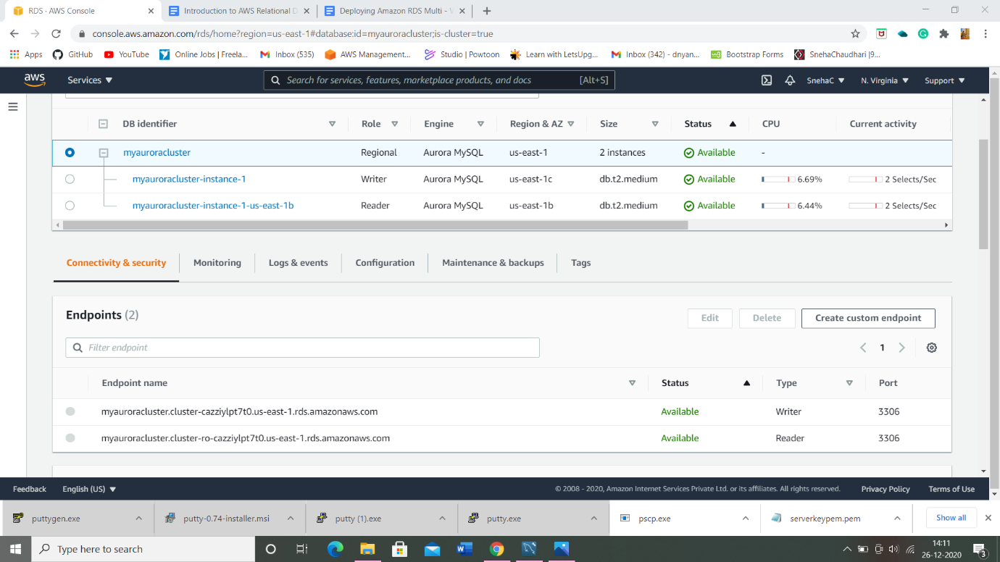 RDS · AWS Console
Introduction to AWS Relational D
Deploying Amazon RDS Multi -
console.aws.amazon.com/rds/home?region=us-east-1#database:id=myauroracluster;is-cluster=true
Apps GitHub YouTube Online Jobs | Freela... Inbox (535) AWS Management... Studio | Powtoon Learn with LetsUpg... Inbox (342) - dnyan... Bootstrap Forms SnehaChaudhari |9...
aws Services Search for services, features, marketplace products, and docs [Alt+S] SnehaC N. Virginia Support
DB identifier Role Engine Region & AZ Size Status CPU Current activity
myauroracluster Regional Aurora MySQL us-east-1 2 instances Available -
myauroracluster-instance-1 Writer Aurora MySQL us-east-1c db.t2.medium Available 6.69% 2 Selects/Sec
myauroracluster-instance-1-us-east-1b Reader Aurora MySQL us-east-1b db.t2.medium Available 6.44% 2 Selects/Sec
Connectivity & security Monitoring Logs & events Configuration Maintenance & backups Tags
Endpoints (2) Edit Delete Create custom endpoint
Filter endpoint 1
Endpoint name Status Type Port
myauroracluster.cluster-cazziylpt7t0.us-east-1.rds.amazonaws.com Available Writer 3306
myauroracluster.cluster-ro-cazziylpt7t0.us-east-1.rds.amazonaws.com Available Reader 3306
Feedback English (US) © 2008 - 2020, Amazon Internet Services Private Ltd. or its affiliates. All rights reserved. Privacy Policy Terms of Use
puttygen.exe putty-0.74-installer.msi putty (1).exe putty.exe pscp.exe serverkeypem.pem Show all
Type here to search 14:11
26-12-2020 3